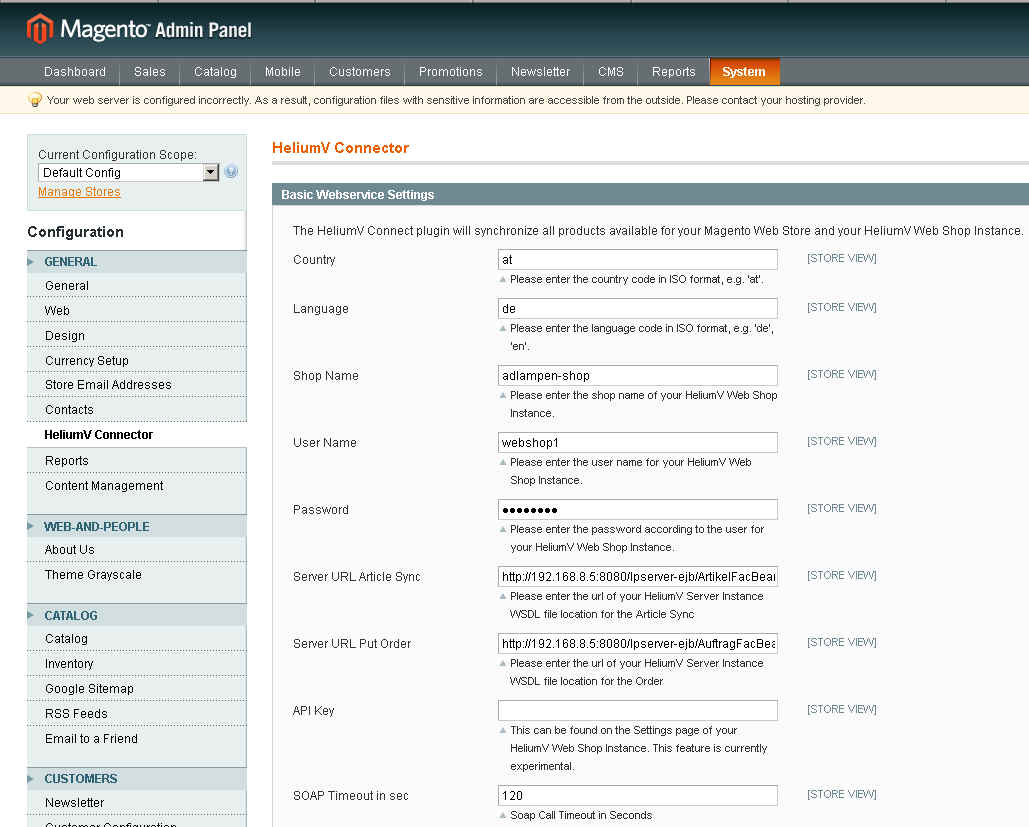 Magento™ Admin Panel
Dashboard Sales Catalog Mobile Customers Promotions Newsletter CMS Reports System
Your web server is configured incorrectly. As a result, configuration files with sensitive information are accessible from the outside. Please contact your hosting provider.
Current Configuration Scope:
Default Config
Manage Stores
Configuration
GENERAL
General
Web
Design
Currency Setup
Store Email Addresses
Contacts
HeliumV Connector
Reports
Content Management
WEB-AND-PEOPLE
About Us
Theme Grayscale
CATALOG
Catalog
Inventory
Google Sitemap
RSS Feeds
Email to a Friend
CUSTOMERS
Newsletter
Customer Configuration
HeliumV Connector
Basic Webservice Settings
The HeliumV Connect plugin will synchronize all products available for your Magento Web Store and your HeliumV Web Shop Instance.
Country at [STORE VIEW]
Please enter the country code in ISO format, e.g. 'at'.
Language de [STORE VIEW]
Please enter the language code in ISO format, e.g. 'de',
'en'.
Shop Name adlampen-shop [STORE VIEW]
Please enter the shop name of your HeliumV Web Shop
Instance.
User Name webshop1 [STORE VIEW]
Please enter the user name for your HeliumV Web
Shop Instance.
Password •••••••• [STORE VIEW]
Please enter the password according to the user for
your HeliumV Web Shop Instance.
Server URL Article Sync http://192.168.8.5:8080/lpserver-ejb/ArtikelFacBean [STORE VIEW]
Please enter the url of your HeliumV Server Instance
WSDL file location for the Article Sync
Server URL Put Order http://192.168.8.5:8080/lpserver-ejb/AuftragFacBea [STORE VIEW]
Please enter the url of your HeliumV Server Instance
WSDL file location for the Order
API Key [STORE VIEW]
This can be found on the Settings page of your
HeliumV Web Shop Instance. This feature is currently
experimental.
SOAP Timeout in sec 120 [STORE VIEW]
Soap Call Timeout in Seconds